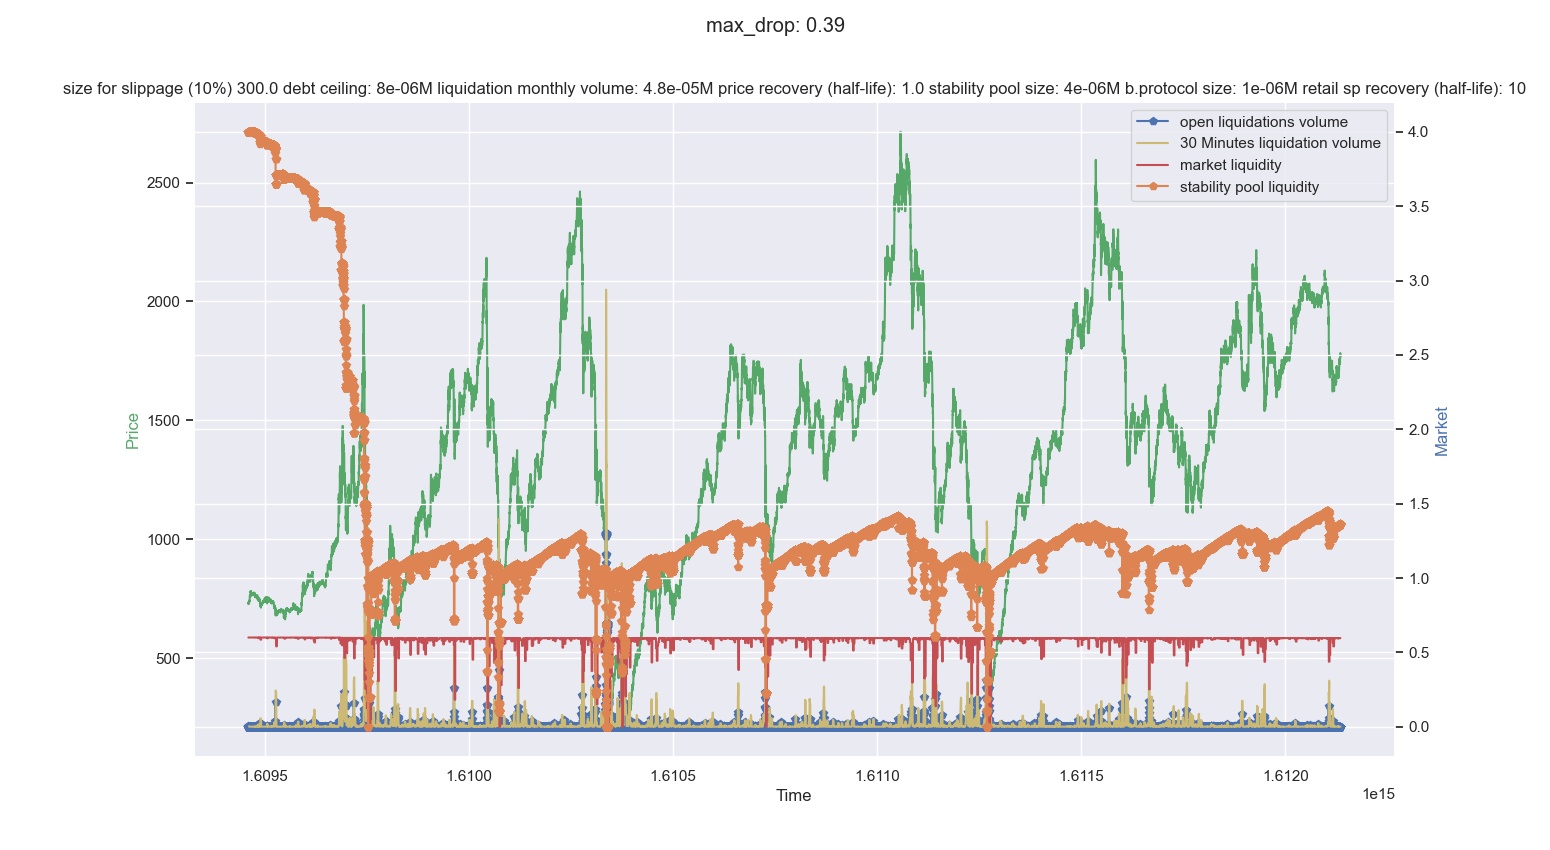 max_drop: 0.39
size for slippage (10%) 300.0 debt ceiling: 8e-06M liquidation monthly volume: 4.8e-05M price recovery (half-life): 1.0 stability pool size: 4e-06M b.protocol size: 1e-06M retail sp recovery (half-life): 10
open liquidations volume
30 Minutes liquidation volume
market liquidity
stability pool liquidity
2500
2000
1500
1000
500
Price
4.0
3.5
3.0
2.5
2.0
1.5
1.0
0.5
0.0
Market
1.6095 1.6100 1.6105 1.6110 1.6115 1.6120
Time
1e15